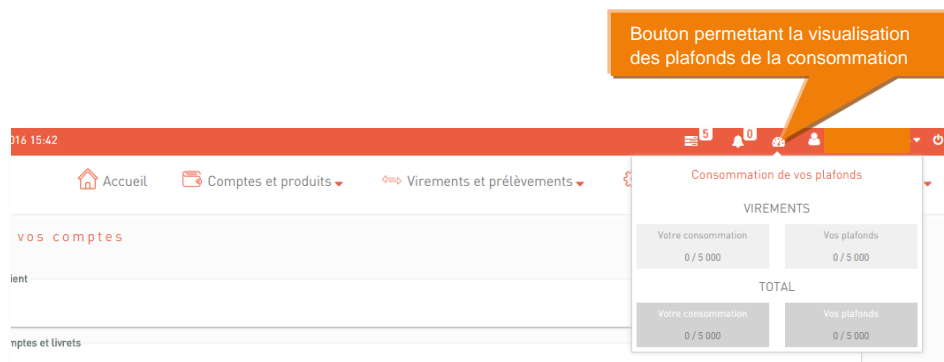 Bouton permettant la visualisation
des plafonds de la consommation
016 15:42
5 0
Accueil Comptes et produits Virements et prélèvements
Consommation de vos plafonds
VIREMENTS
Votre consommation Vos plafonds
0 / 5 000 0 / 5 000
TOTAL
Votre consommation Vos plafonds
0 / 5 000 0 / 5 000
vos comptes
ient
mptes et livrets